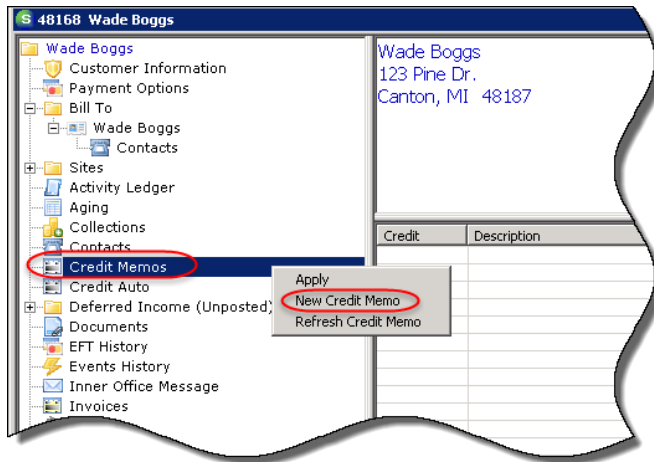 S 48168 Wade Boggs
Wade Boggs
Customer Information
Payment Options
Bill To
Wade Boggs
Contacts
Sites
Activity Ledger
Aging
Collections
Contacts
Credit Memos
Credit Auto
Deferred Income (Unposted)
Documents
EFT History
Events History
Inner Office Message
Invoices
Wade Boggs
123 Pine Dr.
Canton, MI 48187
Credit Description
Apply
New Credit Memo
Refresh Credit Memo